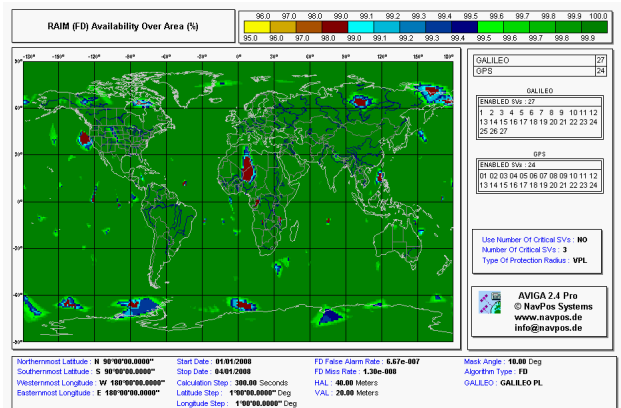 RAIM (FD) Availability Over Area (%)
96.0 97.0 98.0 99.0 99.1 99.2 99.3 99.4 99.5 99.6 99.7 99.8 99.9 100.0
95.0 96.0 97.0 98.0 99.0 99.1 99.2 99.3 99.4 99.5 99.6 99.7 99.8 99.9
GALILEO 27
GPS 24
GALILEO
ENABLED SVs : 27
1 2 3 4 5 6 7 8 9 10 11 12
13 14 15 16 17 18 19 20 21 22 23 24
25 26 27
GPS
ENABLED SVs : 24
01 02 03 04 05 06 07 08 09 10 11 12
13 14 15 16 17 18 19 20 21 22 23 24
Use Number Of Critical SVs : NO
Number Of Critical SVs : 3
Type Of Protection Radius : VPL
AVIGA 2.4 Pro
© NavPos Systems
www.navpos.de
info@navpos.de
Northernmost Latitude : N 90°00'00.0000"
Southernmost Latitude : S 90°00'00.0000"
Westernmost Longitude : W 180°00'00.0000"
Easternmost Longitude : E 180°00'00.0000"
Start Date : 01/01/2008
Stop Date : 04/01/2008
Calculation Step : 300.00 Seconds
Latitude Step : 1°00'00.0000" Deg
Longitude Step : 1°00'00.0000" Deg
FD False Alarm Rate : 6.67e-007
FD Miss Rate : 1.30e-008
HAL : 40.00 Meters
VAL : 20.00 Meters
Mask Angle : 10.00 Deg
Algorithm Type : FD
GALILEO : GALILEO PL